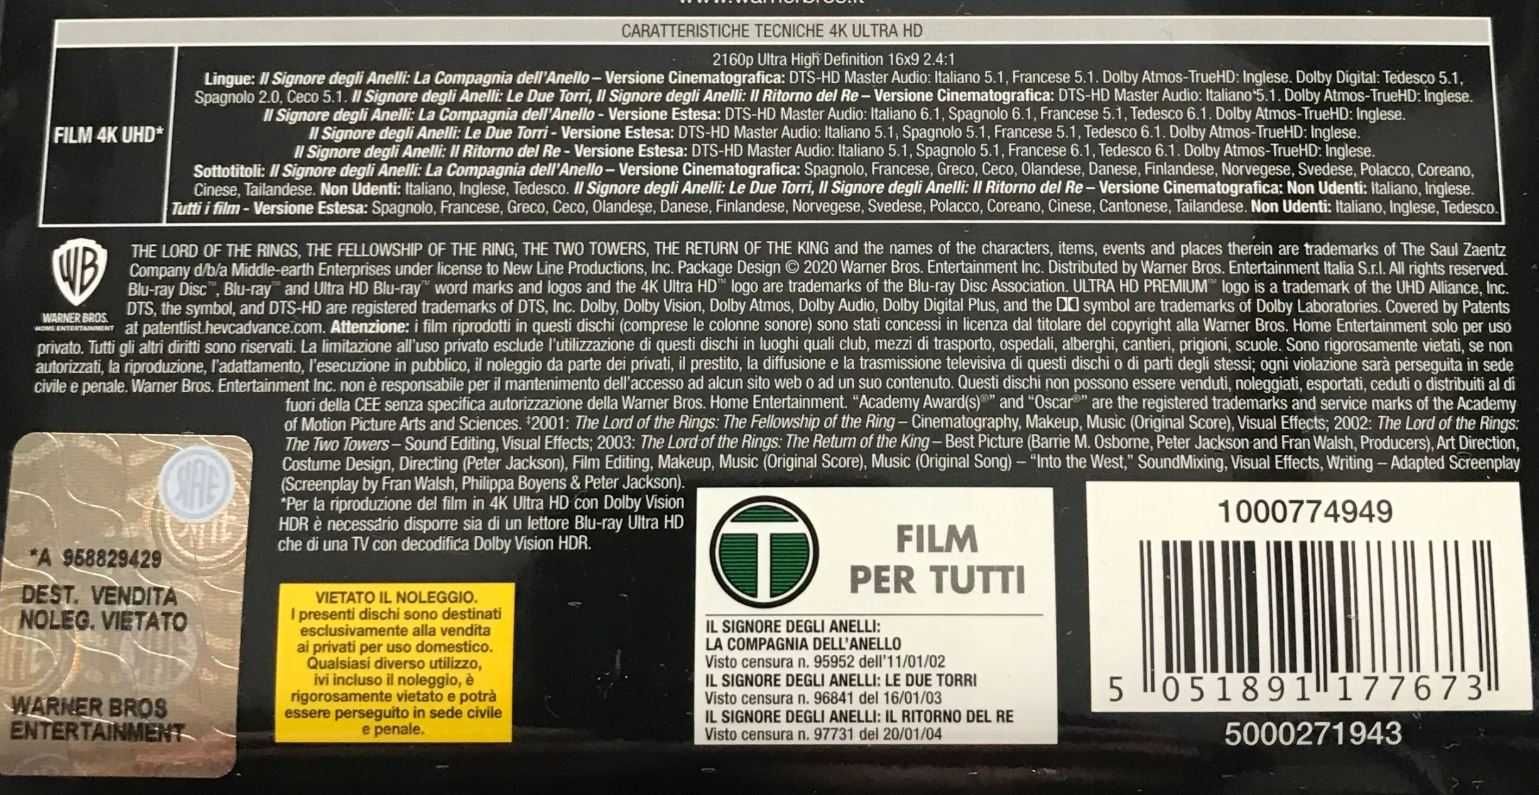 www.warnerbros.it
CARATTERISTICHE TECNICHE 4K ULTRA HD
FILM 4K UHD*
2160p Ultra High Definition 16x9 2.4:1
Lingue: Il Signore degli Anelli: La Compagnia dell'Anello – Versione Cinematografica: DTS-HD Master Audio: Italiano 5.1, Francese 5.1. Dolby Atmos-TrueHD: Inglese. Dolby Digital: Tedesco 5.1,
Spagnolo 2.0, Ceco 5.1. Il Signore degli Anelli: Le Due Torri, Il Signore degli Anelli: Il Ritorno del Re – Versione Cinematografica: DTS-HD Master Audio: Italiano 5.1. Dolby Atmos-TrueHD: Inglese.
Il Signore degli Anelli: La Compagnia dell'Anello - Versione Estesa: DTS-HD Master Audio: Italiano 6.1, Spagnolo 6.1, Francese 5.1, Tedesco 6.1. Dolby Atmos-TrueHD: Inglese.
Il Signore degli Anelli: Le Due Torri - Versione Estesa: DTS-HD Master Audio: Italiano 5.1, Spagnolo 5.1, Francese 5.1, Tedesco 6.1. Dolby Atmos-TrueHD: Inglese.
Il Signore degli Anelli: Il Ritorno del Re - Versione Estesa: DTS-HD Master Audio: Italiano 5.1, Spagnolo 5.1, Francese 6.1, Tedesco 6.1. Dolby Atmos-TrueHD: Inglese.
Sottotitoli: Il Signore degli Anelli: La Compagnia dell'Anello – Versione Cinematografica: Spagnolo, Francese, Greco, Ceco, Olandese, Danese, Finlandese, Norvegese, Svedese, Polacco, Coreano,
Cinese, Tailandese. Non Udenti: Italiano, Inglese, Tedesco. Il Signore degli Anelli: Le Due Torri, Il Signore degli Anelli: Il Ritorno del Re – Versione Cinematografica: Non Udenti: Italiano, Inglese.
Tutti i film - Versione Estesa: Spagnolo, Francese, Greco, Ceco, Olandese, Danese, Finlandese, Norvegese, Svedese, Polacco, Coreano, Cinese, Cantonese, Tailandese. Non Udenti: Italiano, Inglese, Tedesco.
WB
WARNER BROS.
HOME ENTERTAINMENT
THE LORD OF THE RINGS, THE FELLOWSHIP OF THE RING, THE TWO TOWERS, THE RETURN OF THE KING and the names of the characters, items, events and places therein are trademarks of The Saul Zaentz
Company d/b/a Middle-earth Enterprises under license to New Line Productions, Inc. Package Design © 2020 Warner Bros. Entertainment Inc. Distributed by Warner Bros. Entertainment Italia S.r.l. All rights reserved.
Blu-ray Disc™, Blu-ray™ and Ultra HD Blu-ray™ word marks and logos and the 4K Ultra HD™ logo are trademarks of the Blu-ray Disc Association. ULTRA HD PREMIUM™ logo is a trademark of the UHD Alliance, Inc.
DTS, the symbol, and DTS-HD are registered trademarks of DTS, Inc. Dolby, Dolby Vision, Dolby Atmos, Dolby Audio, Dolby Digital Plus, and the symbol are trademarks of Dolby Laboratories. Covered by Patents
at patentlist.hevcadvance.com. Attenzione: i film riprodotti in questi dischi (comprese le colonne sonore) sono stati concessi in licenza dal titolare del copyright alla Warner Bros. Home Entertainment solo per uso
privato. Tutti gli altri diritti sono riservati. La limitazione all'uso privato esclude l'utilizzazione di questi dischi in luoghi quali club, mezzi di trasporto, ospedali, alberghi, cantieri, prigioni, scuole. Sono rigorosamente vietati, se non
autorizzati, la riproduzione, l'adattamento, l'esecuzione in pubblico, il noleggio da parte dei privati, il prestito, la diffusione e la trasmissione televisiva di questi dischi o di parti degli stessi; ogni violazione sarà perseguita in sede
civile e penale. Warner Bros. Entertainment Inc. non è responsabile per il mantenimento dell'accesso ad alcun sito web o ad un suo contenuto. Questi dischi non possono essere venduti, noleggiati, esportati, ceduti o distribuiti al di
fuori della CEE senza specifica autorizzazione della Warner Bros. Home Entertainment. "Academy Award(s)®" and "Oscar®" are the registered trademarks and service marks of the Academy
of Motion Picture Arts and Sciences. ‡2001: The Lord of the Rings: The Fellowship of the Ring – Cinematography, Makeup, Music (Original Score), Visual Effects; 2002: The Lord of the Rings:
The Two Towers – Sound Editing, Visual Effects; 2003: The Lord of the Rings: The Return of the King – Best Picture (Barrie M. Osborne, Peter Jackson and Fran Walsh, Producers), Art Direction,
Costume Design, Directing (Peter Jackson), Film Editing, Makeup, Music (Original Score), Music (Original Song) – "Into the West," SoundMixing, Visual Effects, Writing – Adapted Screenplay
(Screenplay by Fran Walsh, Philippa Boyens & Peter Jackson).
*Per la riproduzione del film in 4K Ultra HD con Dolby Vision
HDR è necessario disporre sia di un lettore Blu-ray Ultra HD
che di una TV con decodifica Dolby Vision HDR.
*A 958829429
DEST. VENDITA
NOLEG. VIETATO
WARNER BROS
ENTERTAINMENT
VIETATO IL NOLEGGIO.
I presenti dischi sono destinati
esclusivamente alla vendita
ai privati per uso domestico.
Qualsiasi diverso utilizzo,
ivi incluso il noleggio, è
rigorosamente vietato e potrà
essere perseguito in sede civile
e penale.
T
FILM
PER TUTTI
IL SIGNORE DEGLI ANELLI:
LA COMPAGNIA DELL'ANELLO
Visto censura n. 95952 dell'11/01/02
IL SIGNORE DEGLI ANELLI: LE DUE TORRI
Visto censura n. 96841 del 16/01/03
IL SIGNORE DEGLI ANELLI: IL RITORNO DEL RE
Visto censura n. 97731 del 20/01/04
1000774949
5 051891 177673
5000271943